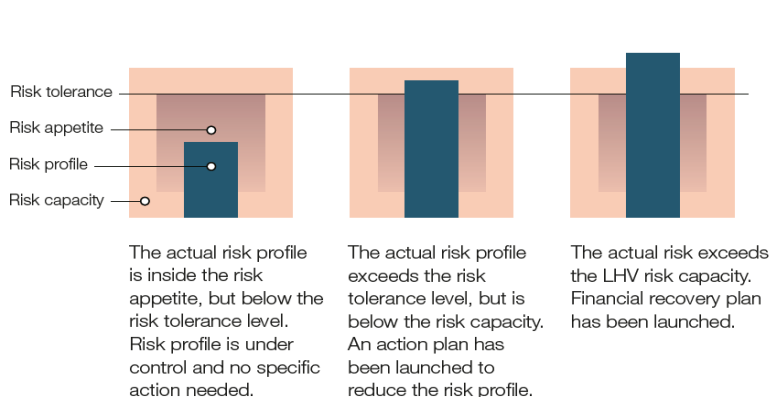 Risk tolerance
Risk appetite
Risk profile
Risk capacity
The actual risk profile
is inside the risk
appetite, but below the
risk tolerance level.
Risk profile is under
control and no specific
action needed.
The actual risk profile
exceeds the risk
tolerance level, but is
below the risk capacity.
An action plan has
been launched to
reduce the risk profile.
The actual risk exceeds
the LHV risk capacity.
Financial recovery plan
has been launched.